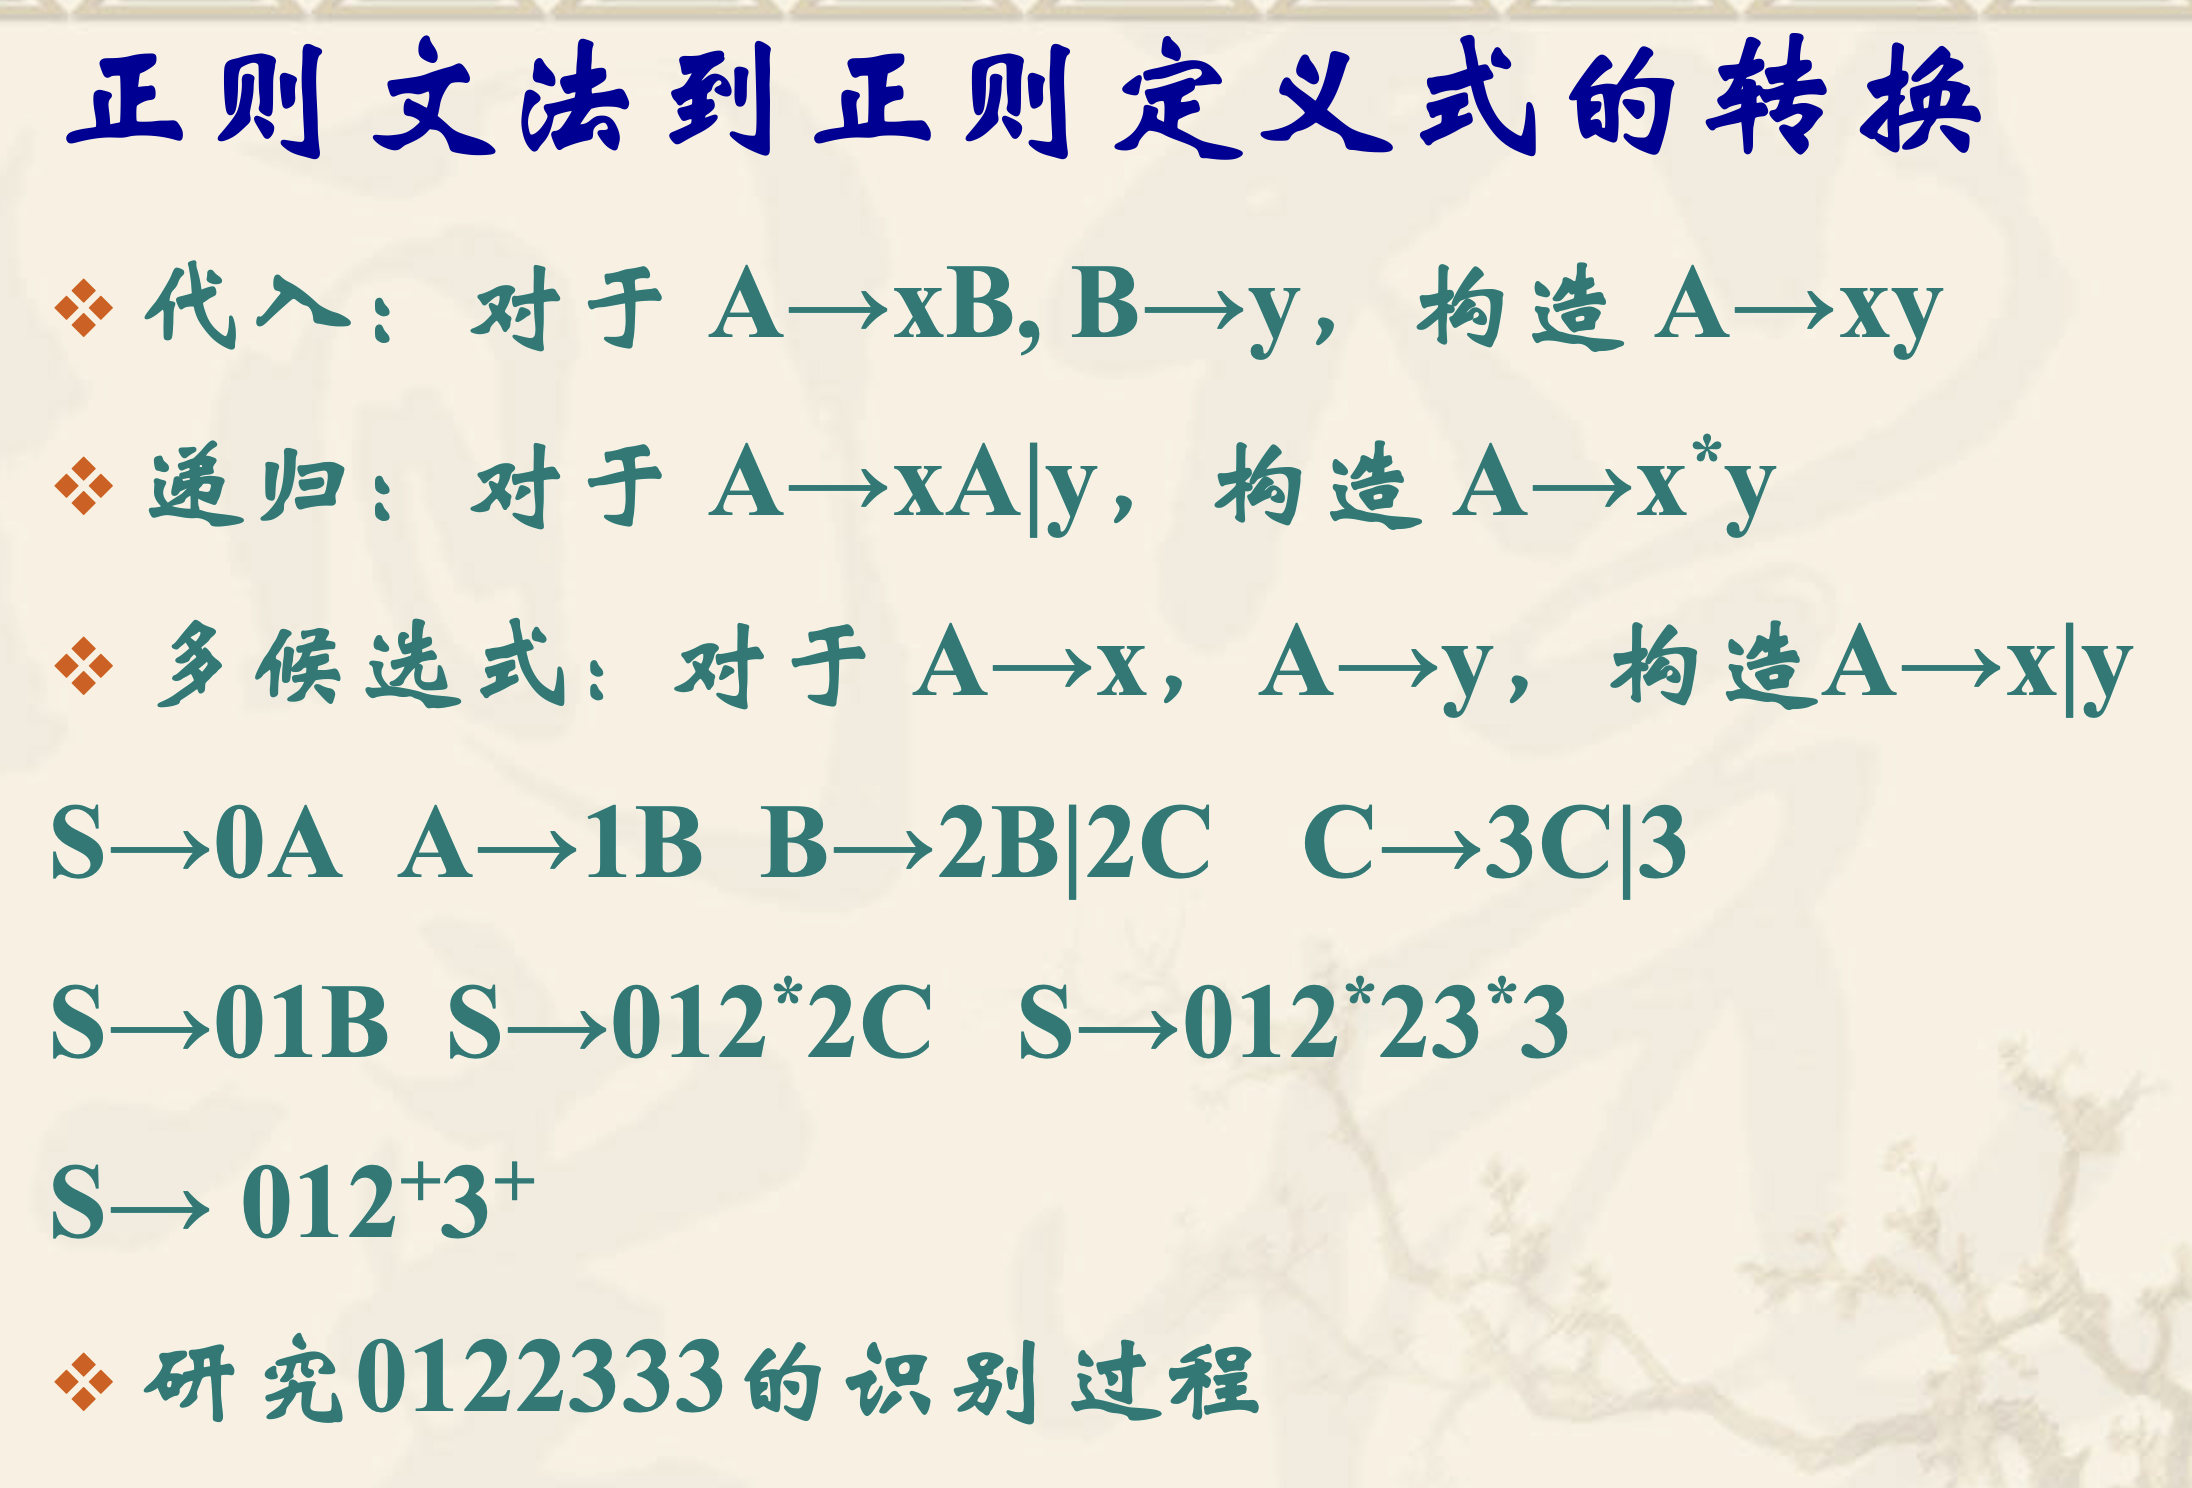 正则文法到正则定义式的转换
❖ 代入：对于 A→xB, B→y，构造 A→xy
❖ 递归：对于 A→xA|y，构造 A→x*y
❖ 多候选式：对于 A→x，A→y，构造A→x|y
S→0A A→1B B→2B|2C C→3C|3
S→01B S→012*2C S→012*23*3
S→ 012⁺3⁺
❖ 研究0122333的识别过程